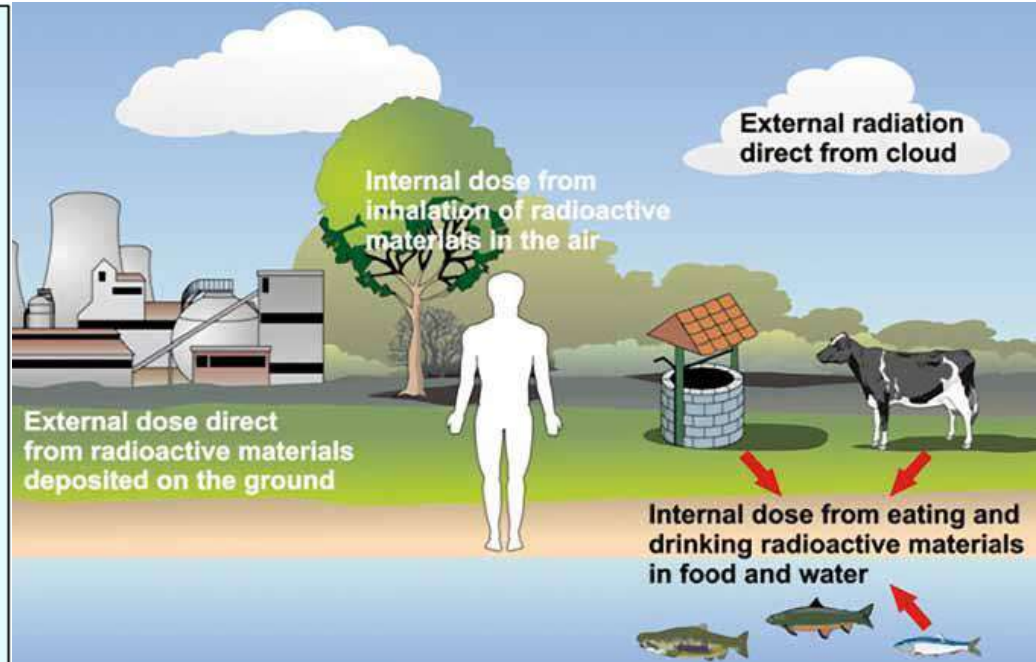 External radiation
direct from cloud
Internal dose from
inhalation of radioactive
materials in the air
External dose direct
from radioactive materials
deposited on the ground
Internal dose from eating and
drinking radioactive materials
in food and water